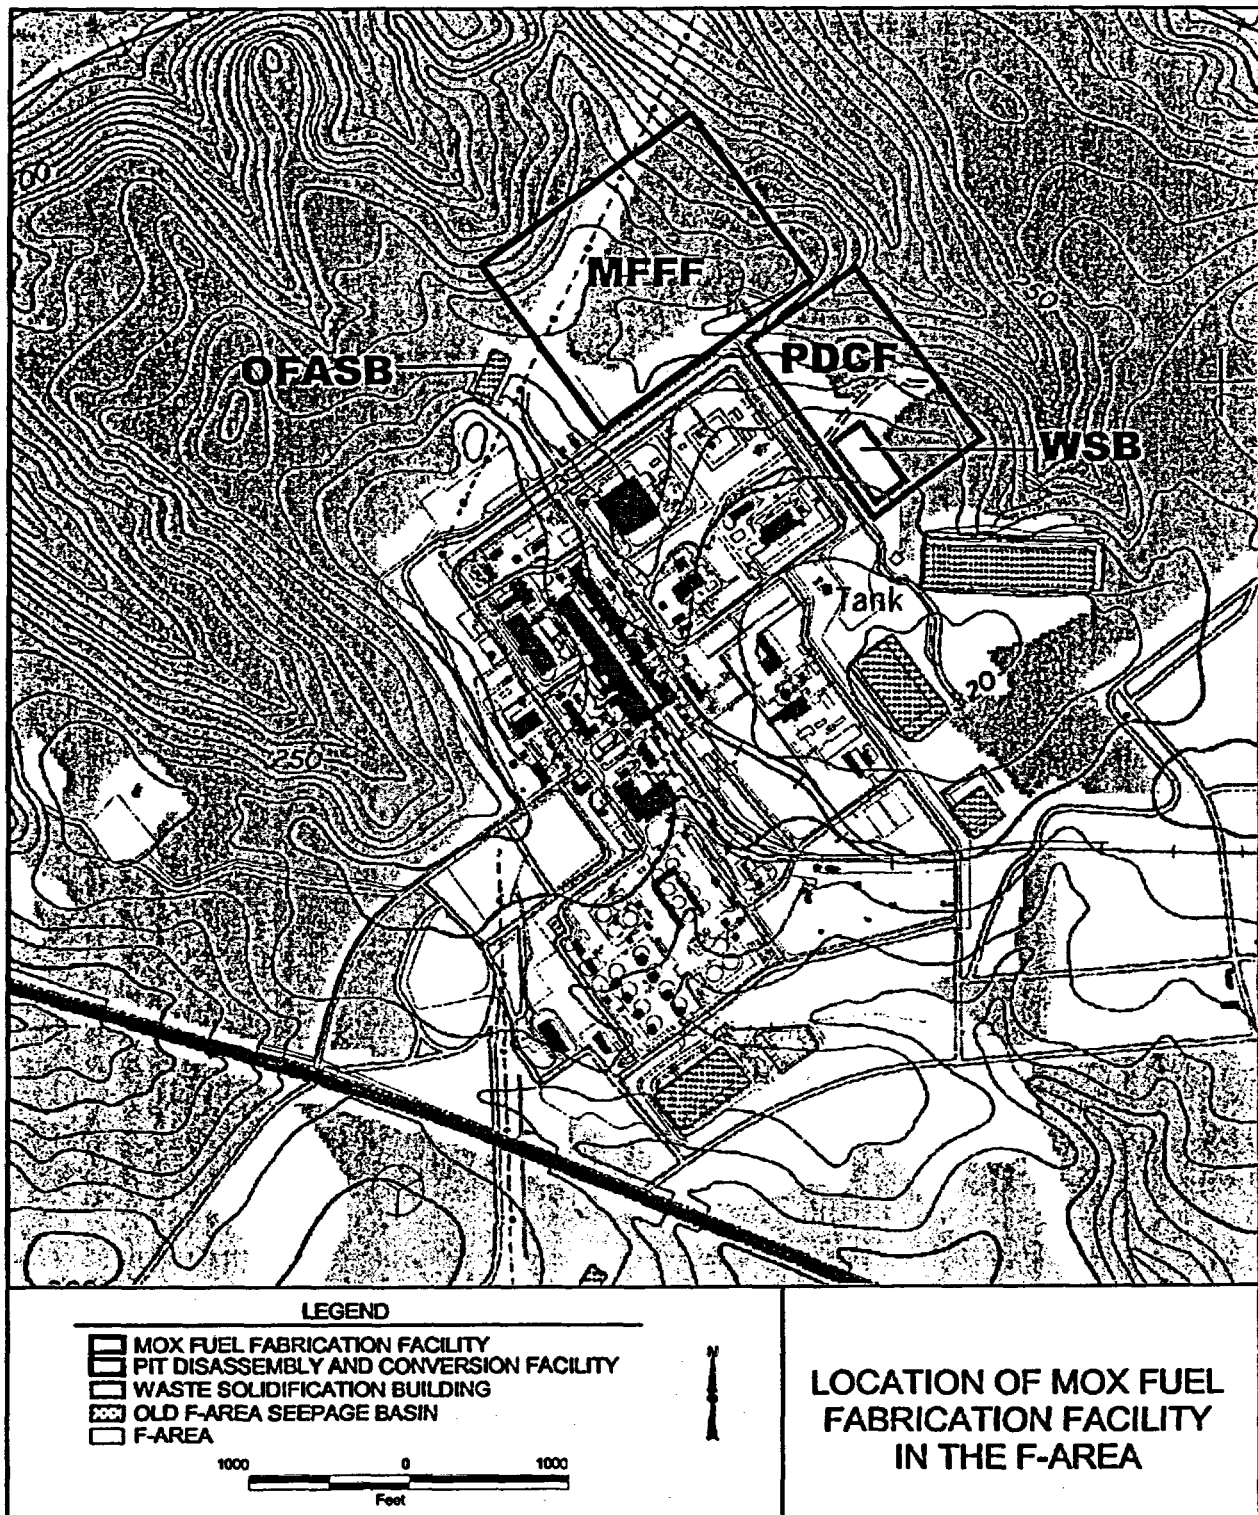 MFFF
OFASB
PDCF
WSB
Tank
250
LEGEND
MOX FUEL FABRICATION FACILITY
PIT DISASSEMBLY AND CONVERSION FACILITY
WASTE SOLIDIFICATION BUILDING
OLD F-AREA SEEPAGE BASIN
F-AREA
N
1000 0 1000
Feet
LOCATION OF MOX FUEL
FABRICATION FACILITY
IN THE F-AREA